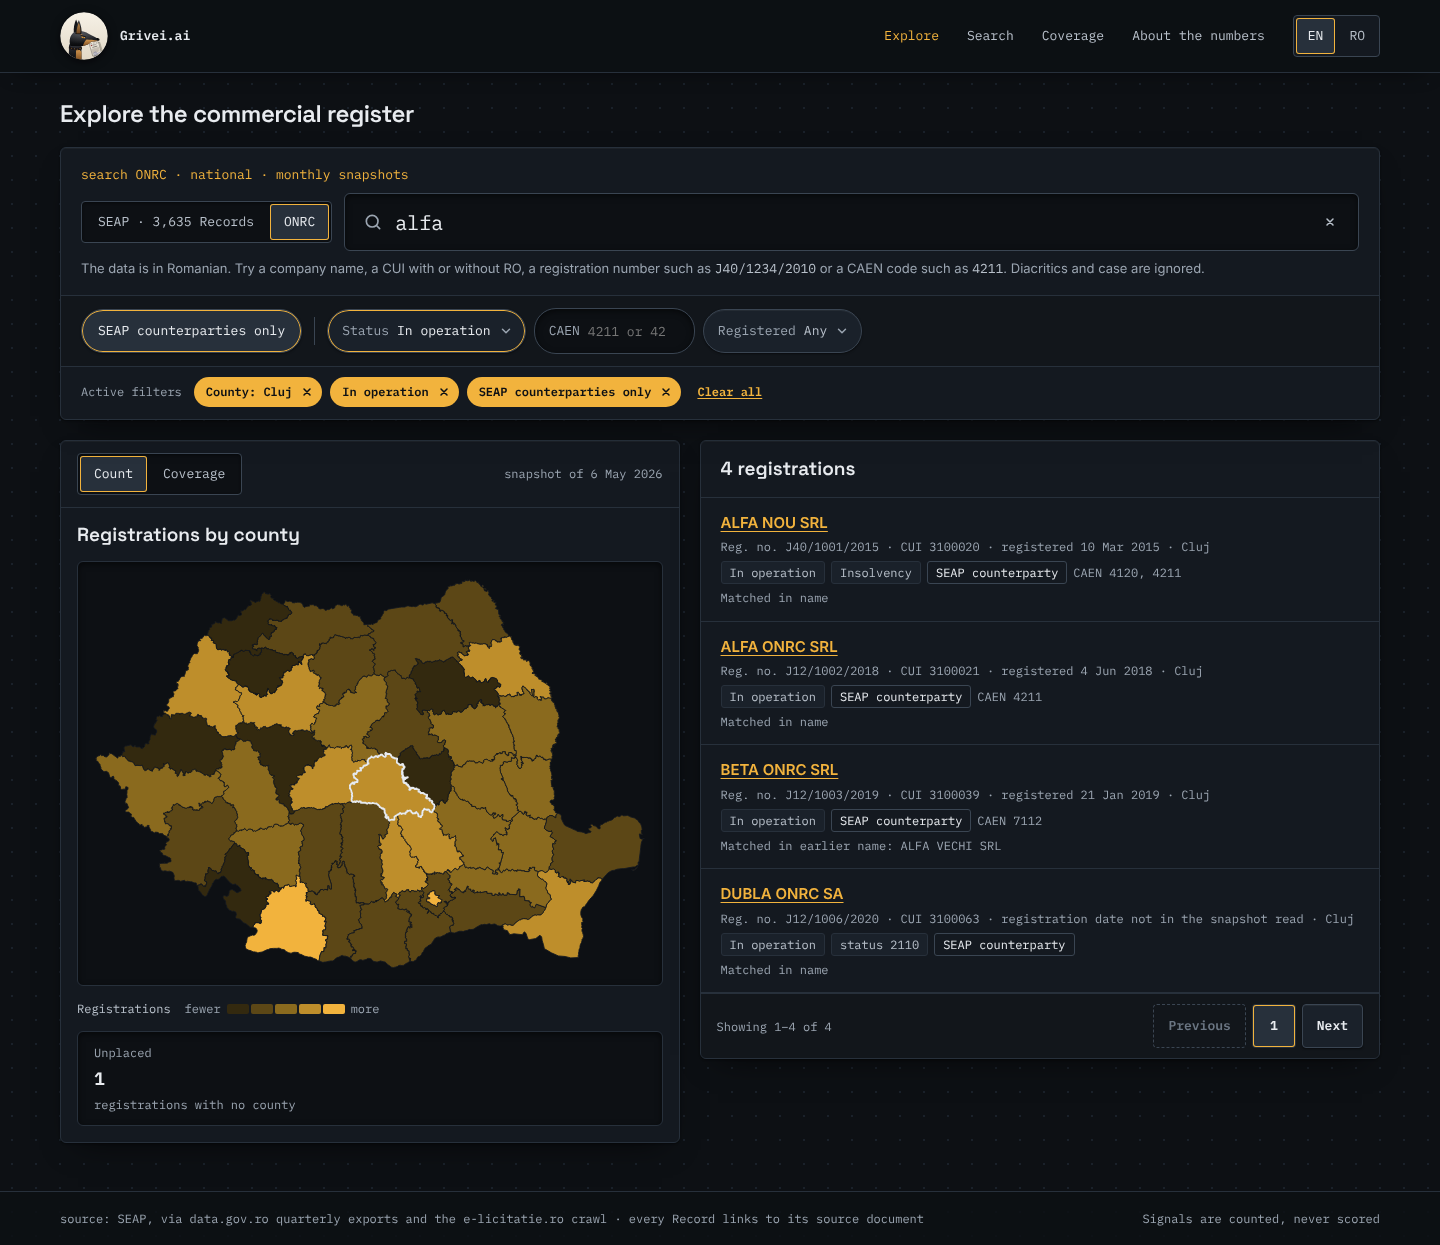 Grivei.ai
Explore
Search
Coverage
About the numbers
EN
RO
Explore the commercial register
search ONRC · national · monthly snapshots
SEAP · 3,635 Records
ONRC
alfa
The data is in Romanian. Try a company name, a CUI with or without RO, a registration number such as J40/1234/2010 or a CAEN code such as 4211. Diacritics and case are ignored.
SEAP counterparties only
Status In operation
CAEN 4211 or 42
Registered Any
Active filters
County: Cluj ×
In operation ×
SEAP counterparties only ×
Clear all
Count
Coverage
snapshot of 6 May 2026
Registrations by county
Registrations fewer more
Unplaced
1
registrations with no county
4 registrations
ALFA NOU SRL
Reg. no. J40/1001/2015 · CUI 3100020 · registered 10 Mar 2015 · Cluj
In operation Insolvency SEAP counterparty CAEN 4120, 4211
Matched in name
ALFA ONRC SRL
Reg. no. J12/1002/2018 · CUI 3100021 · registered 4 Jun 2018 · Cluj
In operation SEAP counterparty CAEN 4211
Matched in name
BETA ONRC SRL
Reg. no. J12/1003/2019 · CUI 3100039 · registered 21 Jan 2019 · Cluj
In operation SEAP counterparty CAEN 7112
Matched in earlier name: ALFA VECHI SRL
DUBLA ONRC SA
Reg. no. J12/1006/2020 · CUI 3100063 · registration date not in the snapshot read · Cluj
In operation status 2110 SEAP counterparty
Matched in name
Showing 1–4 of 4
Previous
1
Next
source: SEAP, via data.gov.ro quarterly exports and the e-licitatie.ro crawl · every Record links to its source document
Signals are counted, never scored